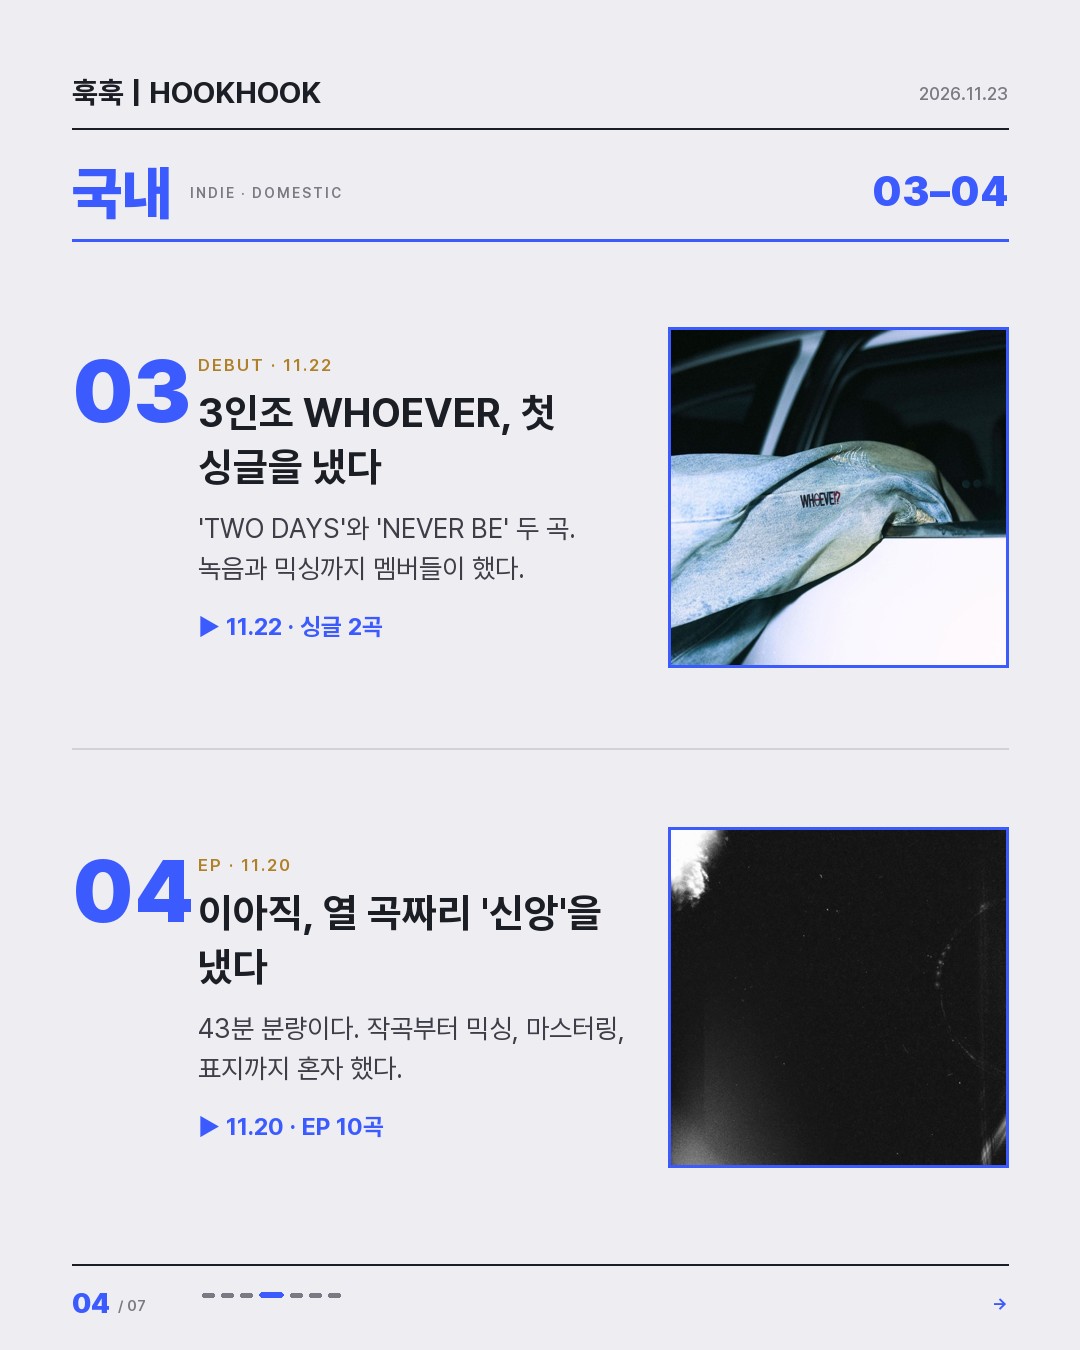 훅훅 | HOOKHOOK
2026.11.23
국내
INDIE · DOMESTIC
03–04
03
DEBUT · 11.22
3인조 WHOEVER, 첫
싱글을 냈다
'TWO DAYS'와 'NEVER BE' 두 곡.
녹음과 믹싱까지 멤버들이 했다.
▶ 11.22 · 싱글 2곡
WHOEVE!?
04
EP · 11.20
이아직, 열 곡짜리 '신앙'을
냈다
43분 분량이다. 작곡부터 믹싱, 마스터링,
표지까지 혼자 했다.
▶ 11.20 · EP 10곡
04 / 07
→